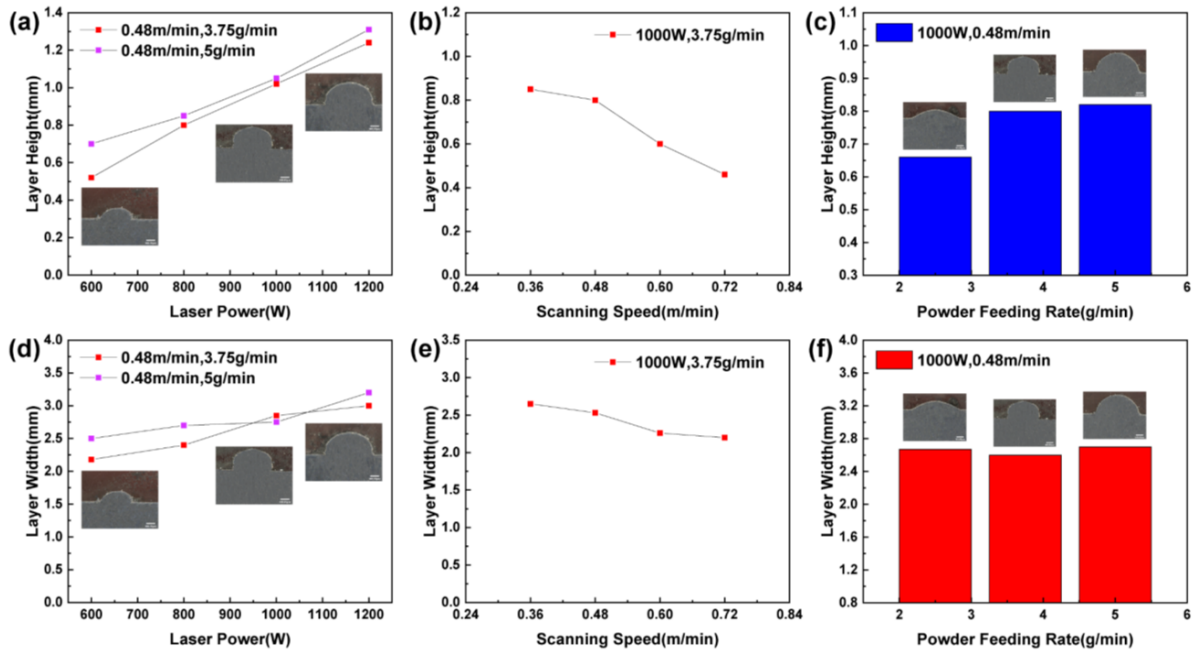 (a)
0.48m/min,3.75g/min
0.48m/min,5g/min
Layer Height(mm)
1.4
1.2
1.0
0.8
0.6
0.4
0.2
0.0
600 700 800 900 1000 1100 1200
Laser Power(W)
(b)
1000W,3.75g/min
Layer Height(mm)
1.2
1.0
0.8
0.6
0.4
0.2
0.0
0.24 0.36 0.48 0.60 0.72 0.84
Scanning Speed(m/min)
(c)
1000W,0.48m/min
Layer Height(mm)
1.1
1.0
0.9
0.8
0.7
0.6
0.5
0.4
0.3
2 3 4 5 6
Powder Feeding Rate(g/min)
(d)
0.48m/min,3.75g/min
0.48m/min,5g/min
Layer Width(mm)
4.0
3.5
3.0
2.5
2.0
1.5
1.0
0.5
0.0
600 700 800 900 1000 1100 1200
Laser Power(W)
(e)
1000W,3.75g/min
Layer Width(mm)
3.5
3.0
2.5
2.0
1.5
1.0
0.5
0.0
0.24 0.36 0.48 0.60 0.72 0.84
Scanning Speed(m/min)
(f)
1000W,0.48m/min
Layer Width(mm)
4.0
3.6
3.2
2.8
2.4
2.0
1.6
1.2
0.8
2 3 4 5 6
Powder Feeding Rate(g/min)